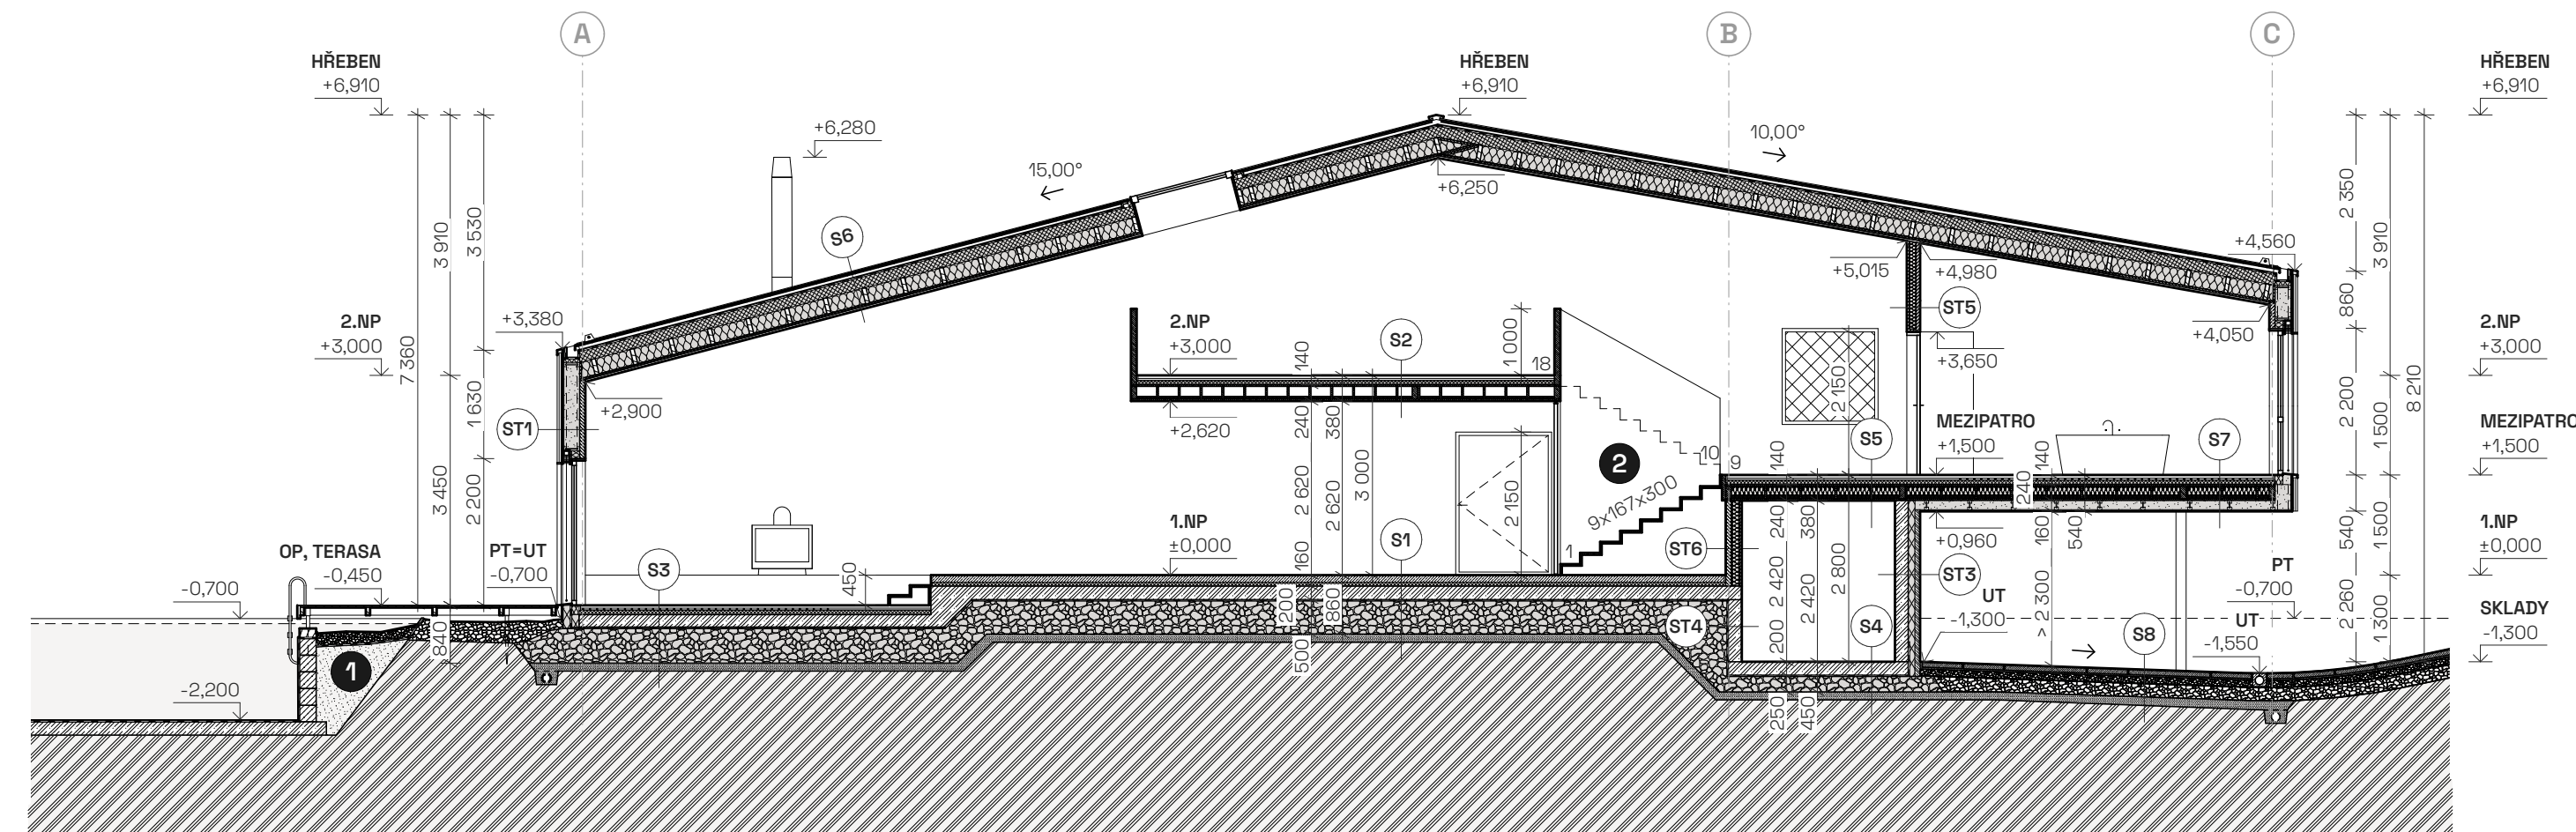 A
B
C
HŘEBEN
+6,910
HŘEBEN
+6,910
HŘEBEN
+6,910
+6,280
15,00°
10,00°
+6,250
S6
3 910
3 530
7 360
2.NP
+3,000
+3,380
+2,900
ST1
1 630
3 450
2 200
OP, TERASA
-0,450
PT=UT
-0,700
-0,700
-2,200
840
1
S3
450
2.NP
+3,000
+2,620
140
S2
1 000
18
240
380
2 620
2 620
3 000
2 150
1.NP
±0,000
S1
160
200
860
500
2
10
9
9x167x300
1
ST6
ST4
+5,015
+4,980
ST5
+3,650
2 150
S5
140
240
380
2 420
2 420
2 800
200
S4
250
450
MEZIPATRO
+1,500
S7
140
240
160
540
+0,960
ST3
UT
-1,300
> 2 300
S8
PT
-0,700
UT
-1,550
+4,560
+4,050
2 350
860
2 200
540
2 260
3 910
1 500
1 500
1 300
8 210
2.NP
+3,000
MEZIPATRO
+1,500
1.NP
±0,000
SKLADY
-1,300